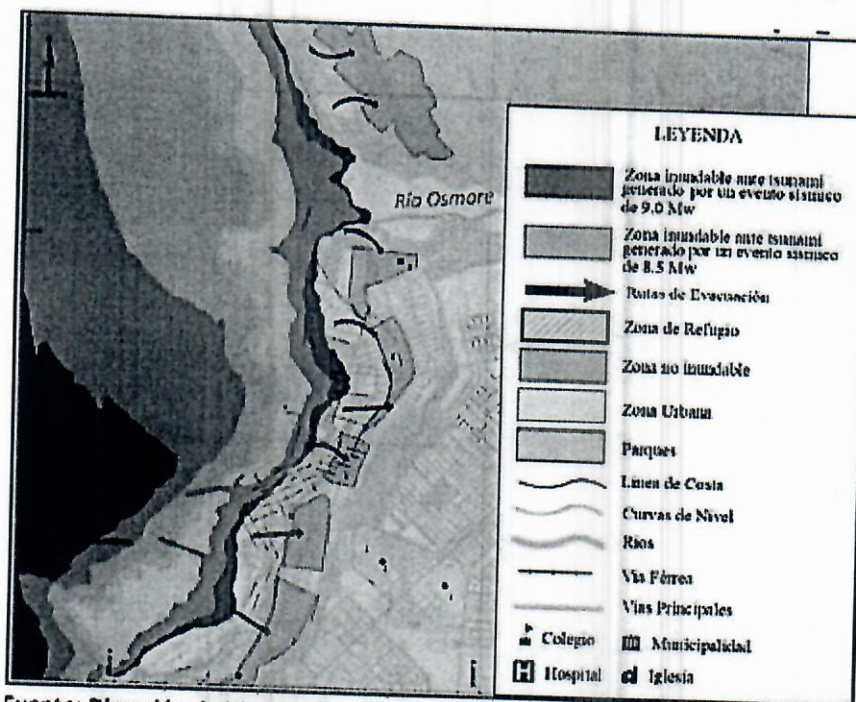 Río Osmore
LEYENDA
Zona inundable ante tsunami
generado por un evento sísmico
de 9.0 Mw
Zona inundable ante tsunami
generado por un evento sísmico
de 8.5 Mw
Rutas de Evacuación
Zona de Refugio
Zona no inundable
Zona Urbana
Parques
Línea de Costa
Curvas de Nivel
Ríos
Vía Férrea
Vías Principales
Colegio Municipalidad
H Hospital Iglesia
Fuente: